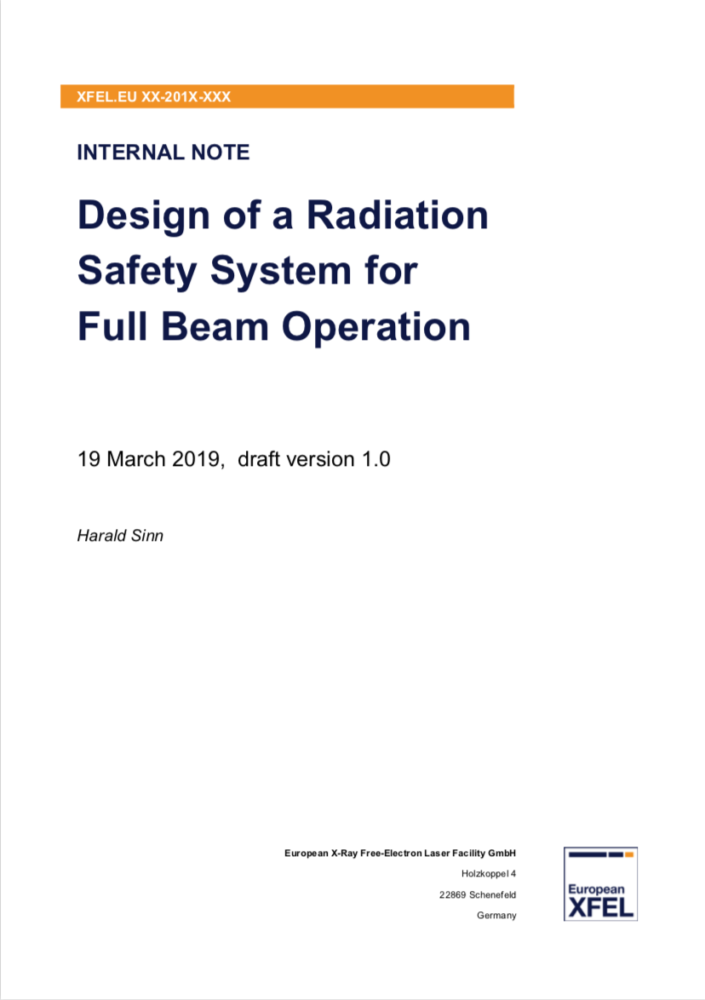 XFEL.EU XX-201X-XXX
INTERNAL NOTE
Design of a Radiation
Safety System for
Full Beam Operation
19 March 2019, draft version 1.0
Harald Sinn
European X-Ray Free-Electron Laser Facility GmbH
Holzkoppel 4
22869 Schenefeld
Germany
European
XFEL